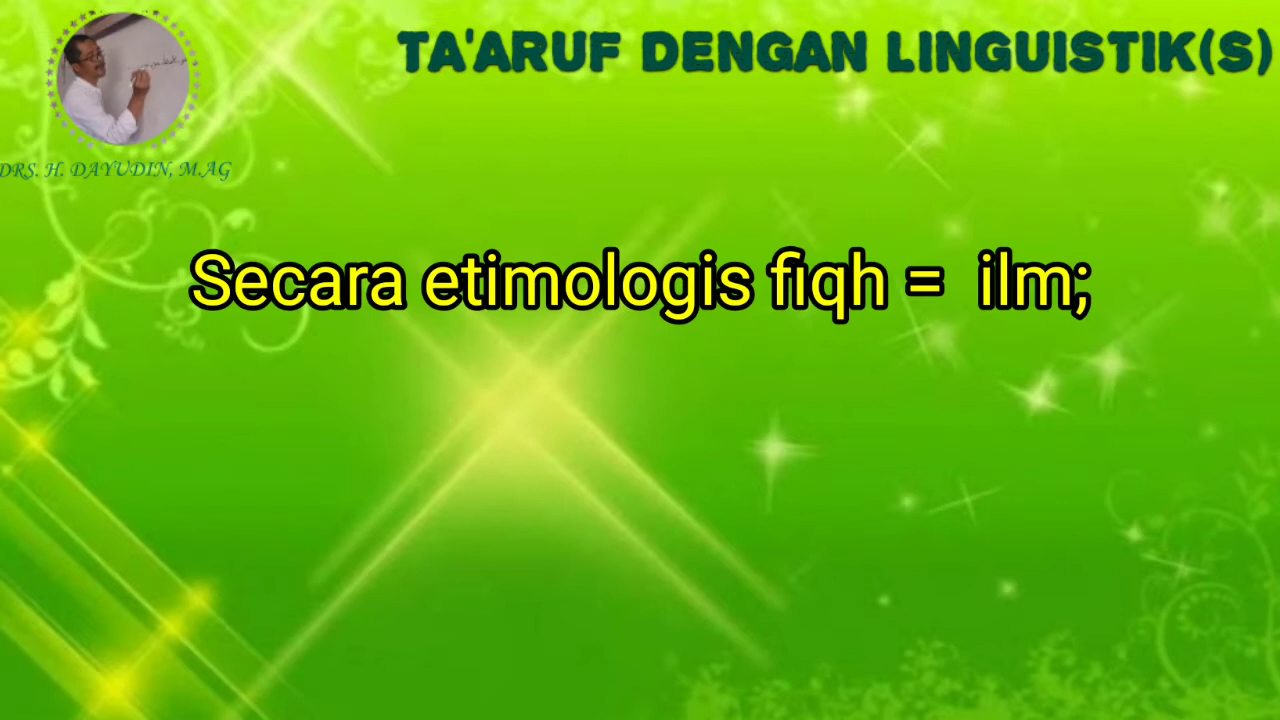 TA'ARUF DENGAN LINGUISTIK(S)
DRS. H. DAYUDIN, M.AG
Secara etimologis fiqh = ilm;